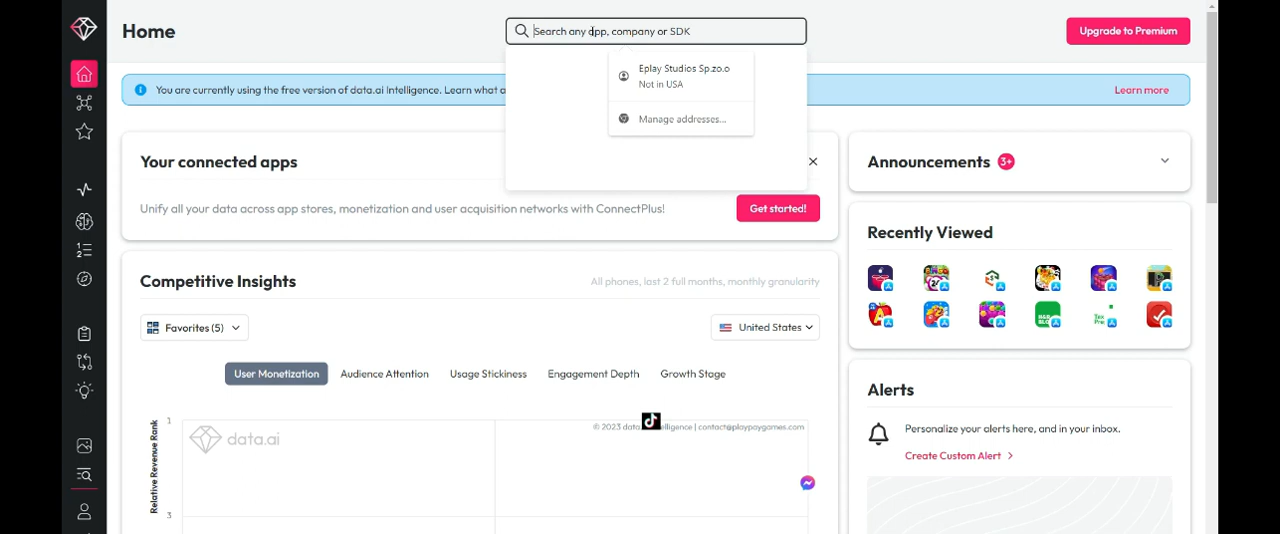 Home
Search any app, company or SDK
Upgrade to Premium
Eplay Studios Sp.zo.o
Not in USA
Manage addresses...
You are currently using the free version of data.ai Intelligence. Learn what a
Learn more
Your connected apps
Unify all your data across app stores, monetization and user acquisition networks with ConnectPlus!
Get started!
Announcements 3+
Recently Viewed
Competitive Insights
All phones, last 2 full months, monthly granularity
Favorites (5)
United States
User Monetization
Audience Attention
Usage Stickiness
Engagement Depth
Growth Stage
Relative Revenue Rank
1
data.ai
© 2023 data. telligence | contact@playpaygames.com
3
Alerts
Personalize your alerts here, and in your inbox.
Create Custom Alert